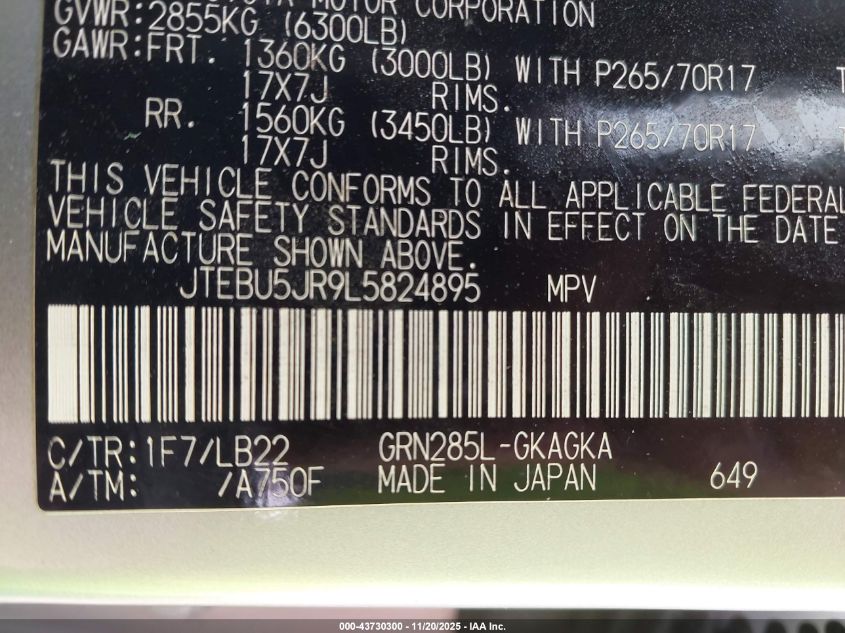 MOTOR CORPORATION
GVWR:2855KG (6300LB)
GAWR:FRT. 1360KG (3000LB) WITH P265/70R17
17X7J RIMS.
RR. 1560KG (3450LB) WITH P265/70R17
17X7J RIMS.
THIS VEHICLE CONFORMS TO ALL APPLICABLE FEDERAL
VEHICLE SAFETY STANDARDS IN EFFECT ON THE DATE
MANUFACTURE SHOWN ABOVE.
JTEBU5JR9L5824895 MPV
C/TR:1F7/LB22 GRN285L-GKAGKA
A/TM: /A750F MADE IN JAPAN 649
000-43730300 - 11/20/2025 - IAA Inc.